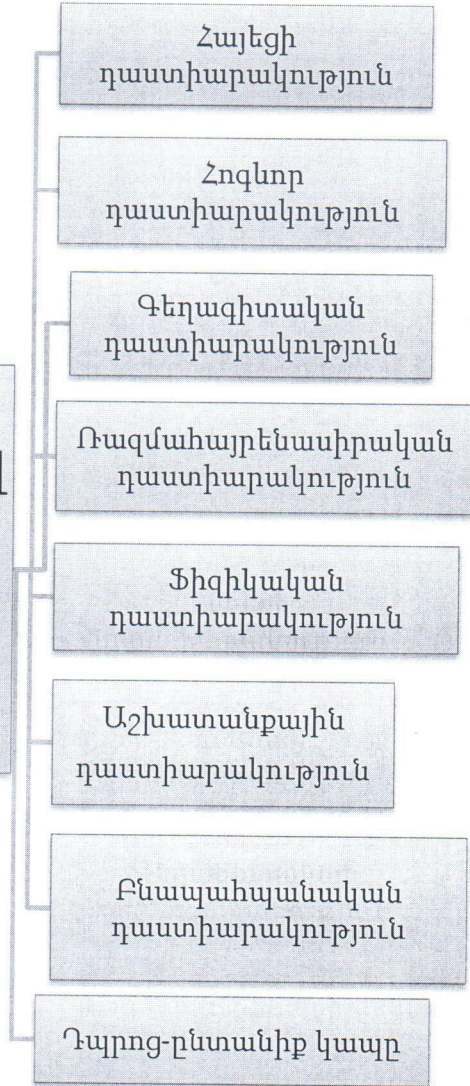 Հայեցի
դաստիարակություն
Հոգևոր
դաստիարակություն
Գեղագիտական
դաստիարակություն
Ռազմահայրենասիրական
դաստիարակություն
Ֆիզիկական
դաստիարակություն
Աշխատանքային
դաստիարակություն
Բնապահպանական
դաստիարակություն
Դպրոց-ընտանիք կապը